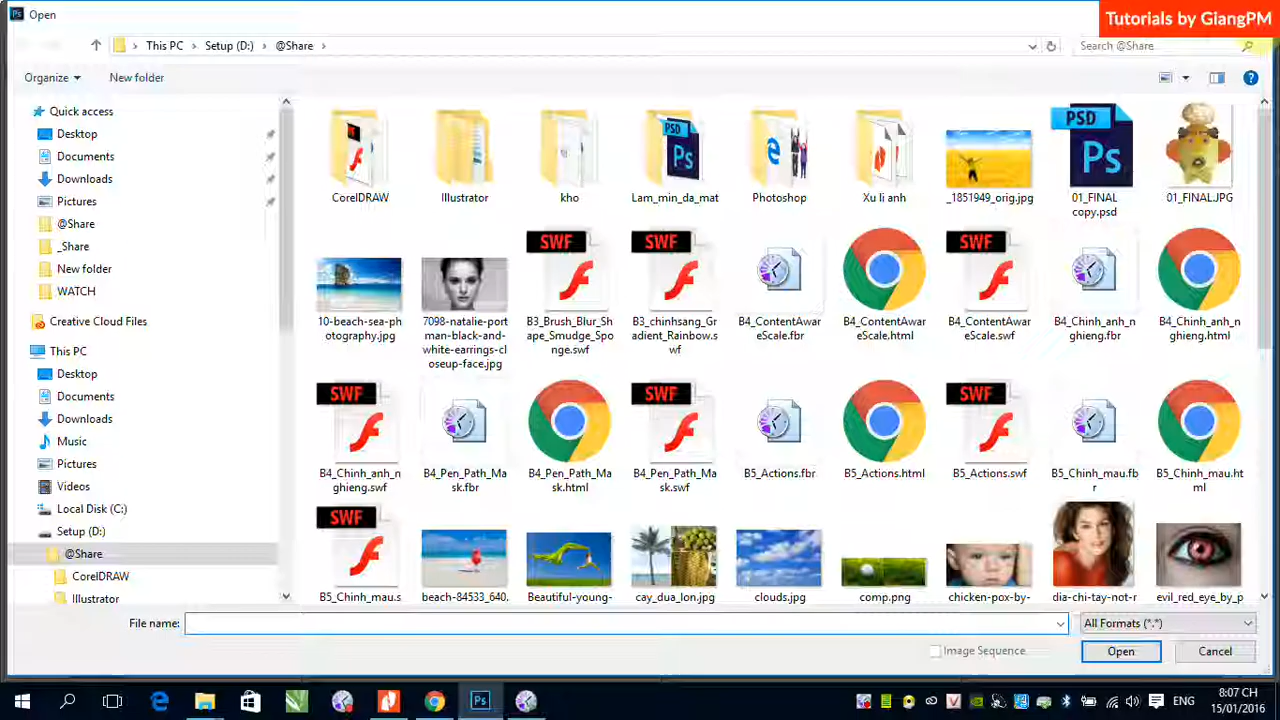 Open
Tutorials by GiangPM
This PC
Setup (D:)
@Share
Search @Share
Organize
New folder
Quick access
Desktop
Documents
Downloads
Pictures
@Share
_Share
New folder
WATCH
Creative Cloud Files
This PC
Desktop
Documents
Downloads
Music
Pictures
Videos
Local Disk (C:)
Setup (D:)
@Share
CorelDRAW
Illustrator
PSD
Ps
PSD
Ps
CorelDRAW
Illustrator
kho
Lam_min_da_mat
Photoshop
Xu li anh
_1851949_orig.jpg
01_FINAL
copy.psd
01_FINAL.JPG
SWF
SWF
SWF
10-beach-sea-ph
otography.jpg
7098-natalie-port
man-black-and-
white-earrings-cl
oseup-face.jpg
B3_Brush_Blur_Sh
ape_Smudge_Sp
onge.swf
B3_chinhsang_Gr
adient_Rainbow.s
wf
B4_ContentAwar
eScale.fbr
B4_ContentAwar
eScale.html
B4_ContentAwar
eScale.swf
B4_Chinh_anh_n
ghieng.fbr
B4_Chinh_anh_n
ghieng.html
SWF
SWF
SWF
B4_Chinh_anh_n
ghieng.swf
B4_Pen_Path_Ma
sk.fbr
B4_Pen_Path_Ma
sk.html
B4_Pen_Path_Ma
sk.swf
B5_Actions.fbr
B5_Actions.html
B5_Actions.swf
B5_Chinh_mau.fb
r
B5_Chinh_mau.ht
ml
SWF
B5_Chinh_mau.s
beach-84533_640.
Beautiful-young-
cay_dua_lon.jpg
clouds.jpg
comp.png
chicken-pox-by-
dia-chi-tay-not-r
evil_red_eye_by_p
File name:
All Formats (*.*)
Image Sequence
Open
Cancel
Ps
ENG
8:07 CH
15/01/2016